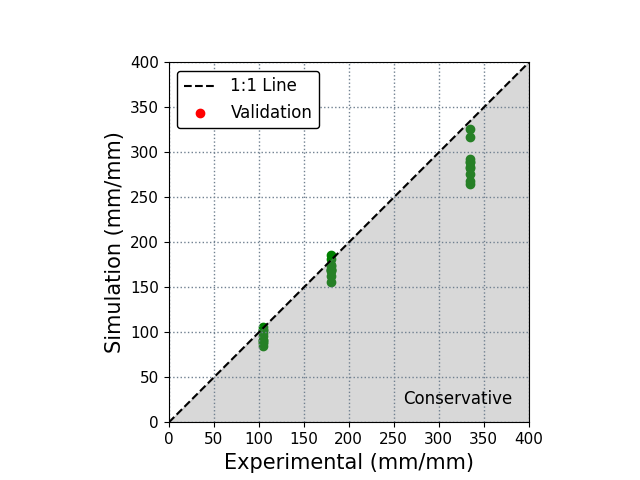 1:1 Line
Validation
400
350
300
250
200
150
100
50
0
Simulation (mm/mm)
Conservative
0 50 100 150 200 250 300 350 400
Experimental (mm/mm)